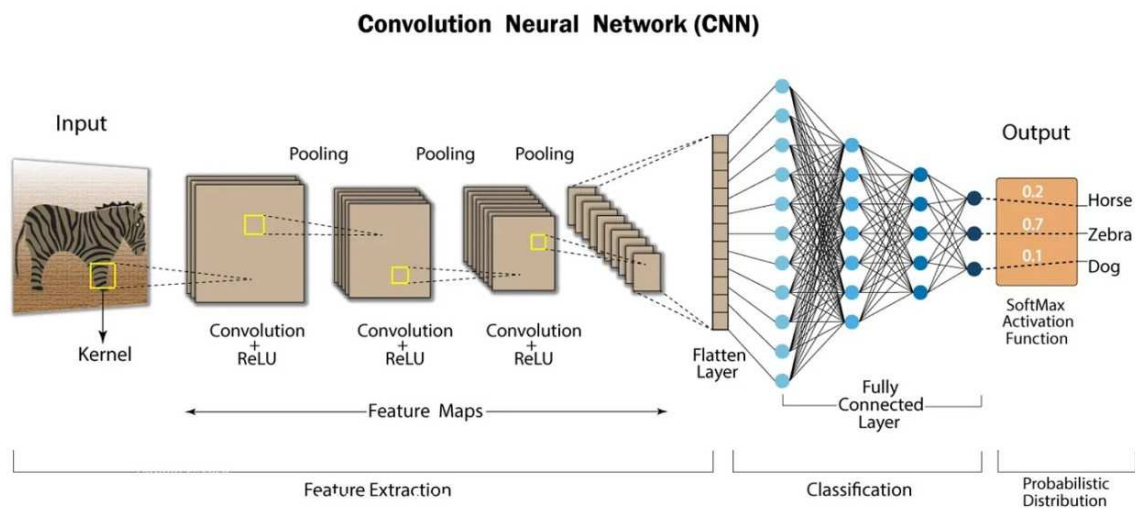 Convolution Neural Network (CNN)
Input
Kernel
Pooling
Pooling
Pooling
Convolution
+
ReLU
Convolution
+
ReLU
Convolution
+
ReLU
Feature Maps
Flatten
Layer
Fully
Connected
Layer
Output
0.2
Horse
0.7
Zebra
0.1
Dog
SoftMax
Activation
Function
Feature Extraction
Classification
Probabilistic
Distribution